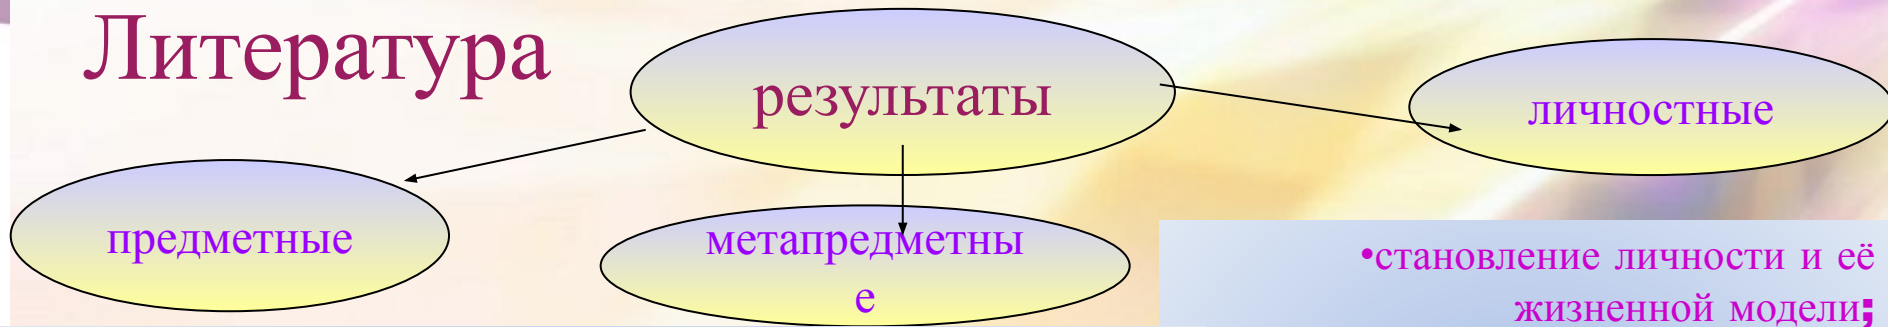 Литература
результаты
личностные
предметные
метапредметны
е
•становление личности и её
жизненной модели;